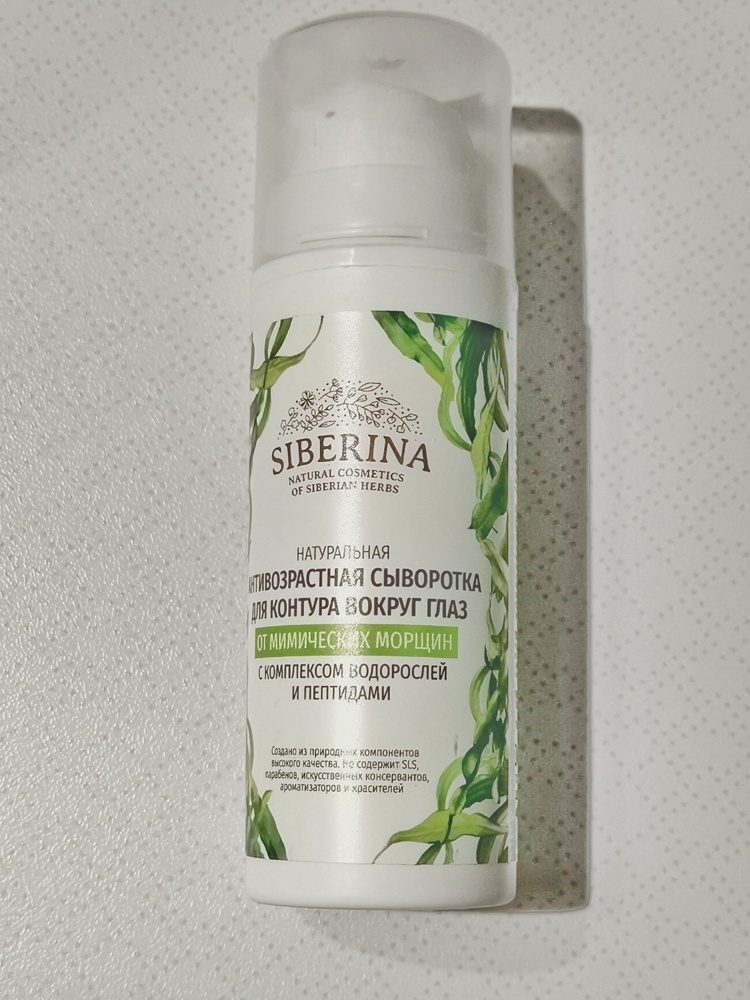 SIBERINA
NATURAL COSMETICS
OF SIBERIAN HERBS
НАТУРАЛЬНАЯ
АНТИВОЗРАСТНАЯ СЫВОРОТКА
ДЛЯ КОНТУРА ВОКРУГ ГЛАЗ
ОТ МИМИЧЕСКИХ МОРЩИН
С КОМПЛЕКСОМ ВОДОРОСЛЕЙ
И ПЕПТИДАМИ
Создано из природных компонентов
высокого качества. Не содержит SLS,
парабенов, искусственных консервантов,
ароматизаторов и красителей